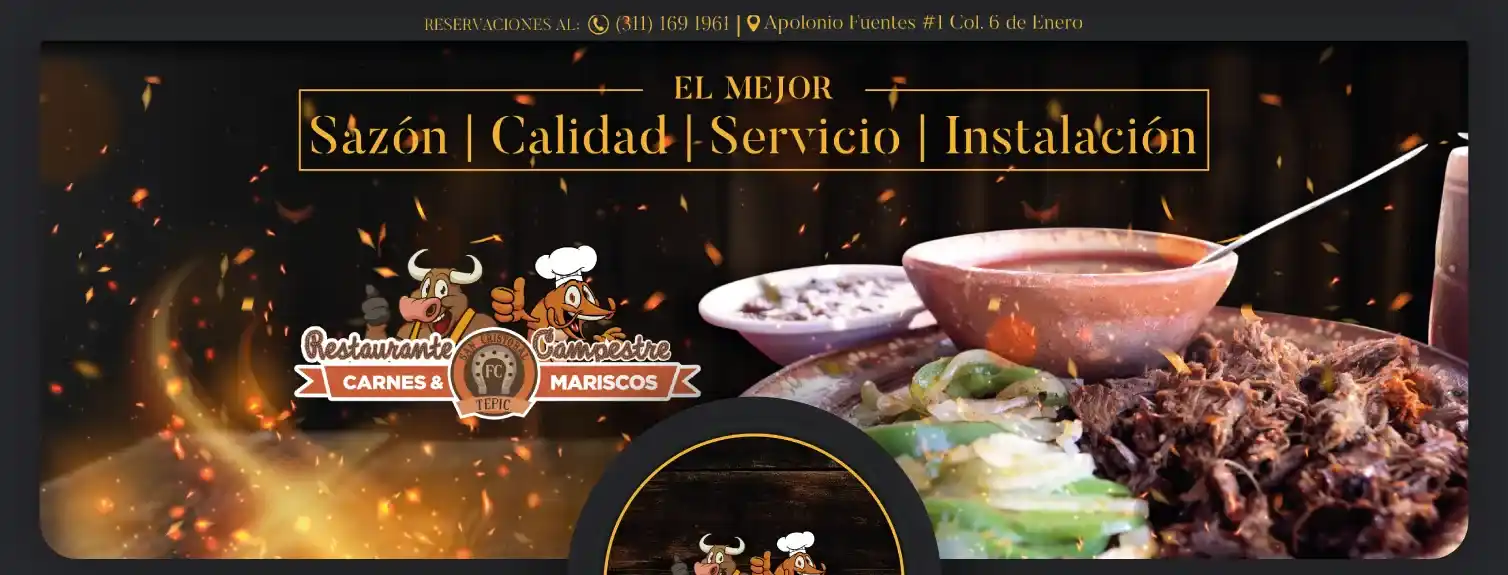 RESERVACIONES AL: (311) 169 1961 | Apolonio Fuentes #1 Col. 6 de Enero
EL MEJOR
Sazón | Calidad | Servicio | Instalación
Restaurante Campestre
SAN CRISTOBAL
FC
CARNES & MARISCOS
TEPIC